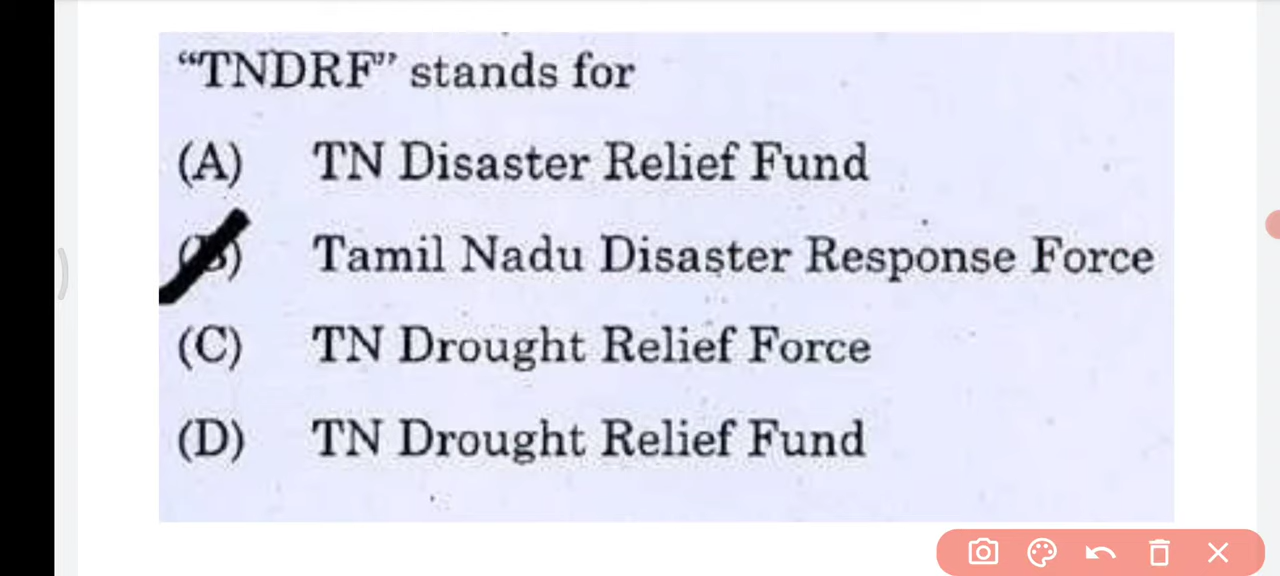 “TNDRF” stands for
(A) TN Disaster Relief Fund
(B) Tamil Nadu Disaster Response Force
(C) TN Drought Relief Force
(D) TN Drought Relief Fund